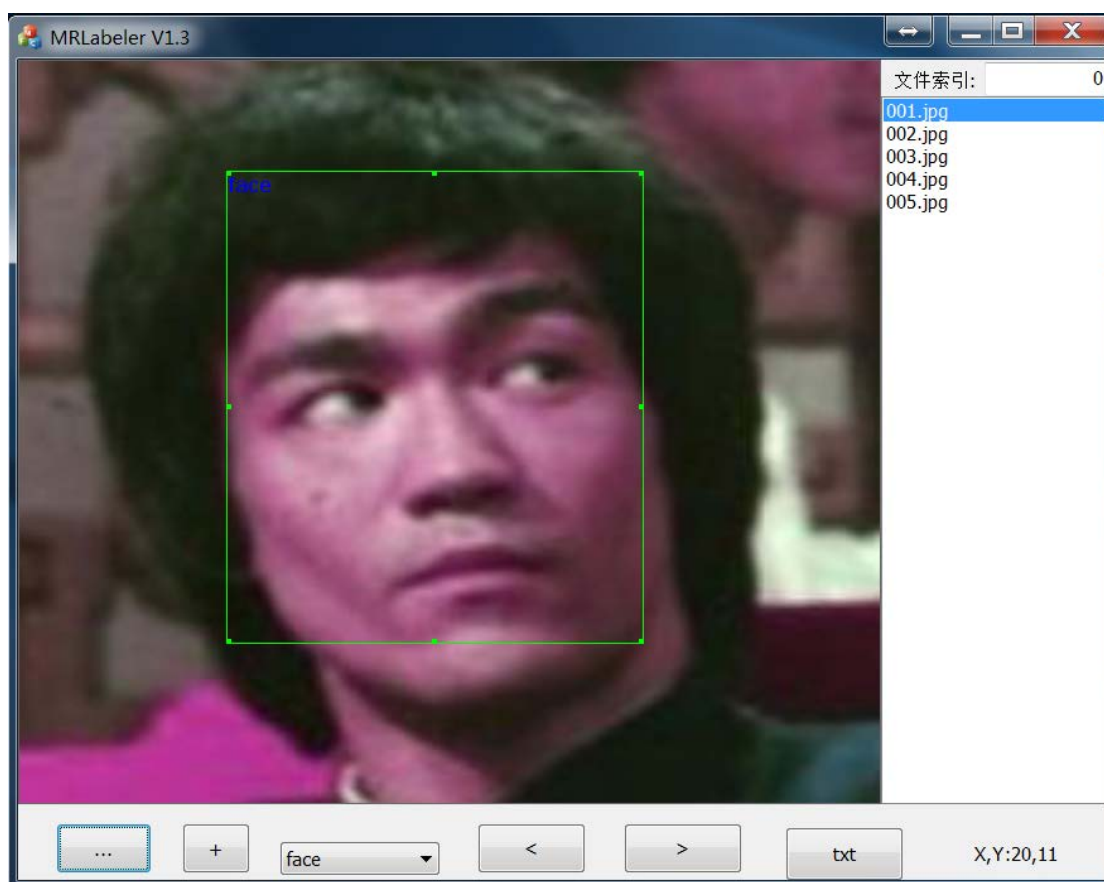 MRLabeler V1.3
文件索引: 0
001.jpg
002.jpg
003.jpg
004.jpg
005.jpg
face
... + face < > txt X,Y:20,11